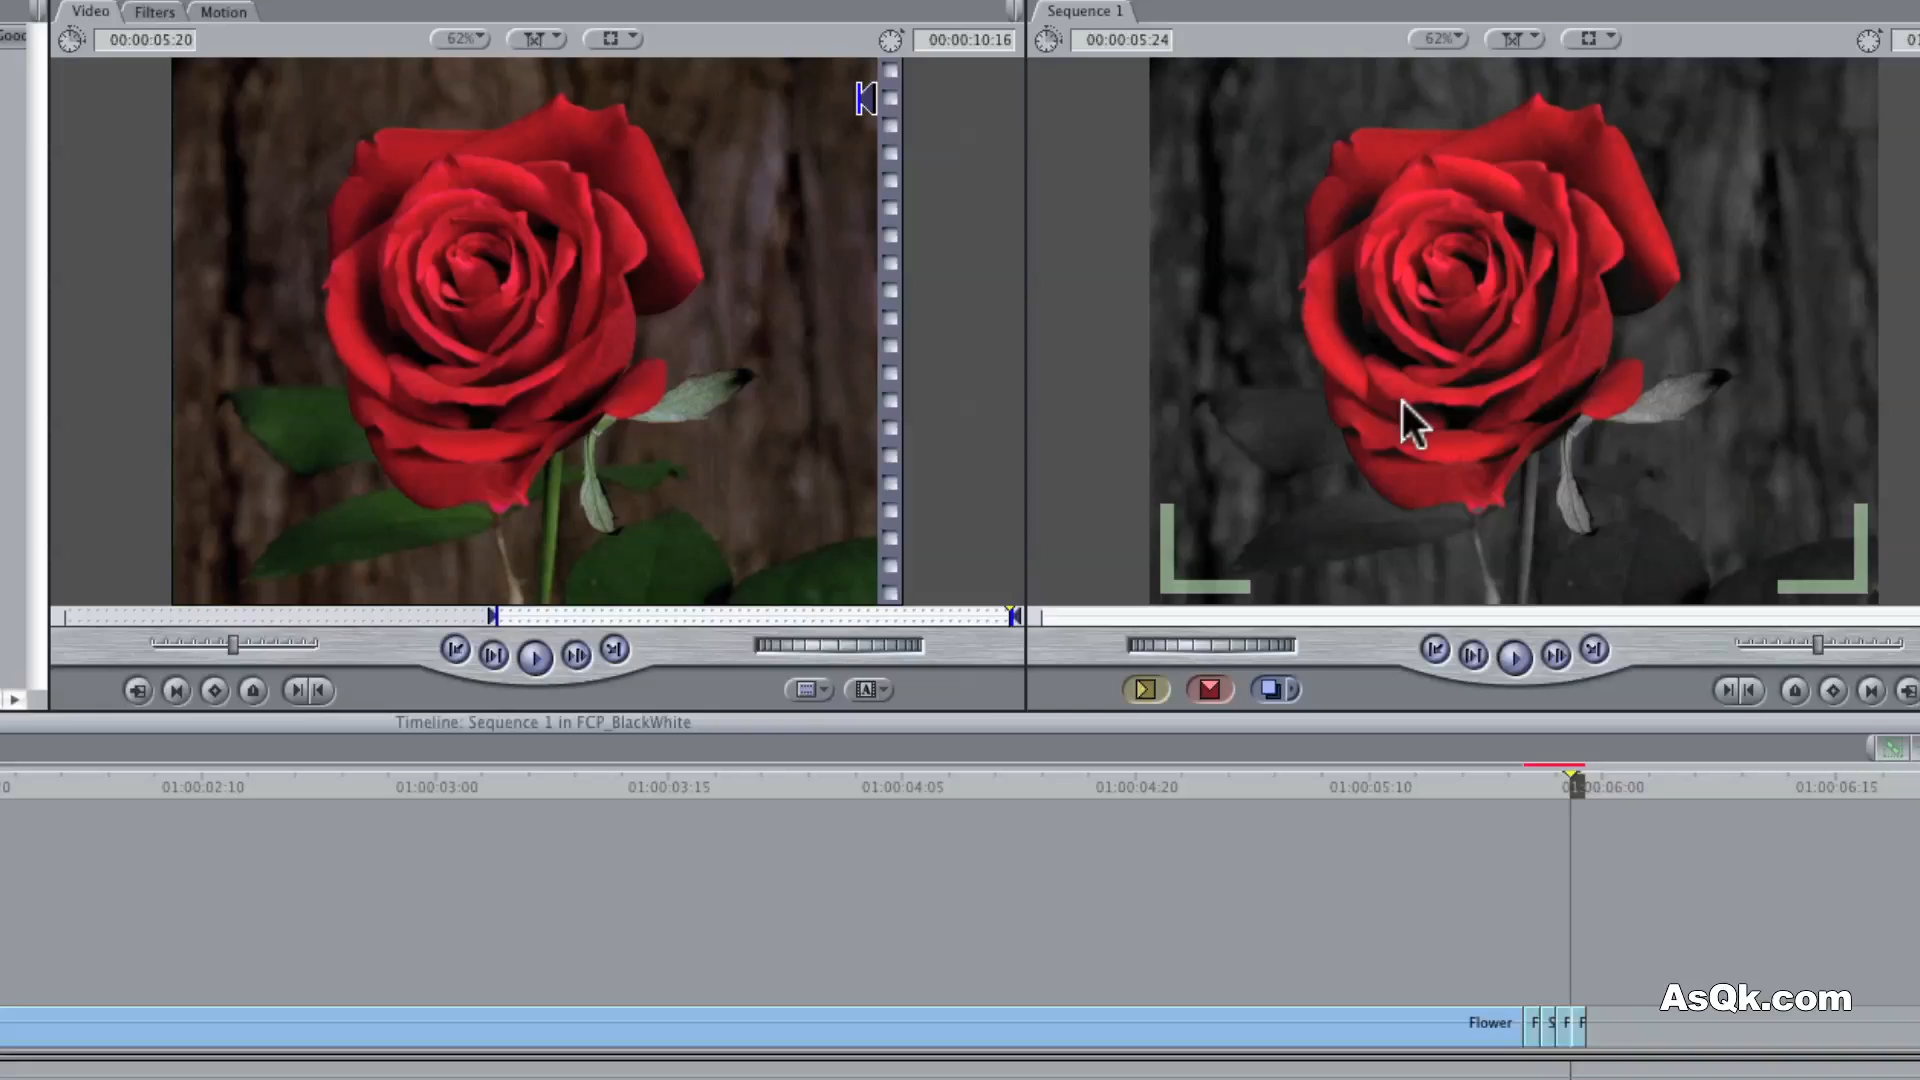 Video Filters Motion
Sequence 1
Good
00:00:05:20 62% 00:00:10:16
00:00:05:24 62%
Timeline: Sequence 1 in FCP_BlackWhite
01:00:02:10 01:00:03:00 01:00:03:15 01:00:04:05 01:00:04:20 01:00:05:10 01:00:06:00 01:00:06:15
AsQk.com
Flower F S F F